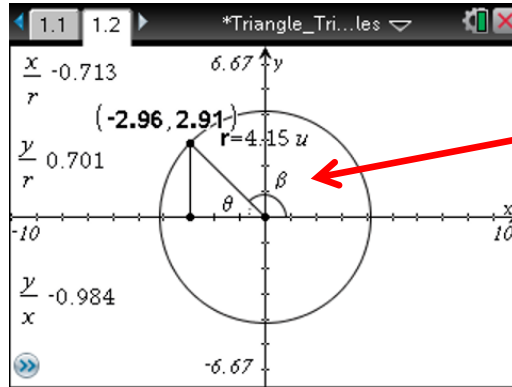 1.1 1.2 *Triangle_Tri...les
x/r -0.713
6.67 y
(-2.96,2.91)
r=4.15 u
y/r 0.701
β
θ
x
-10
10
y/x -0.984
-6.67